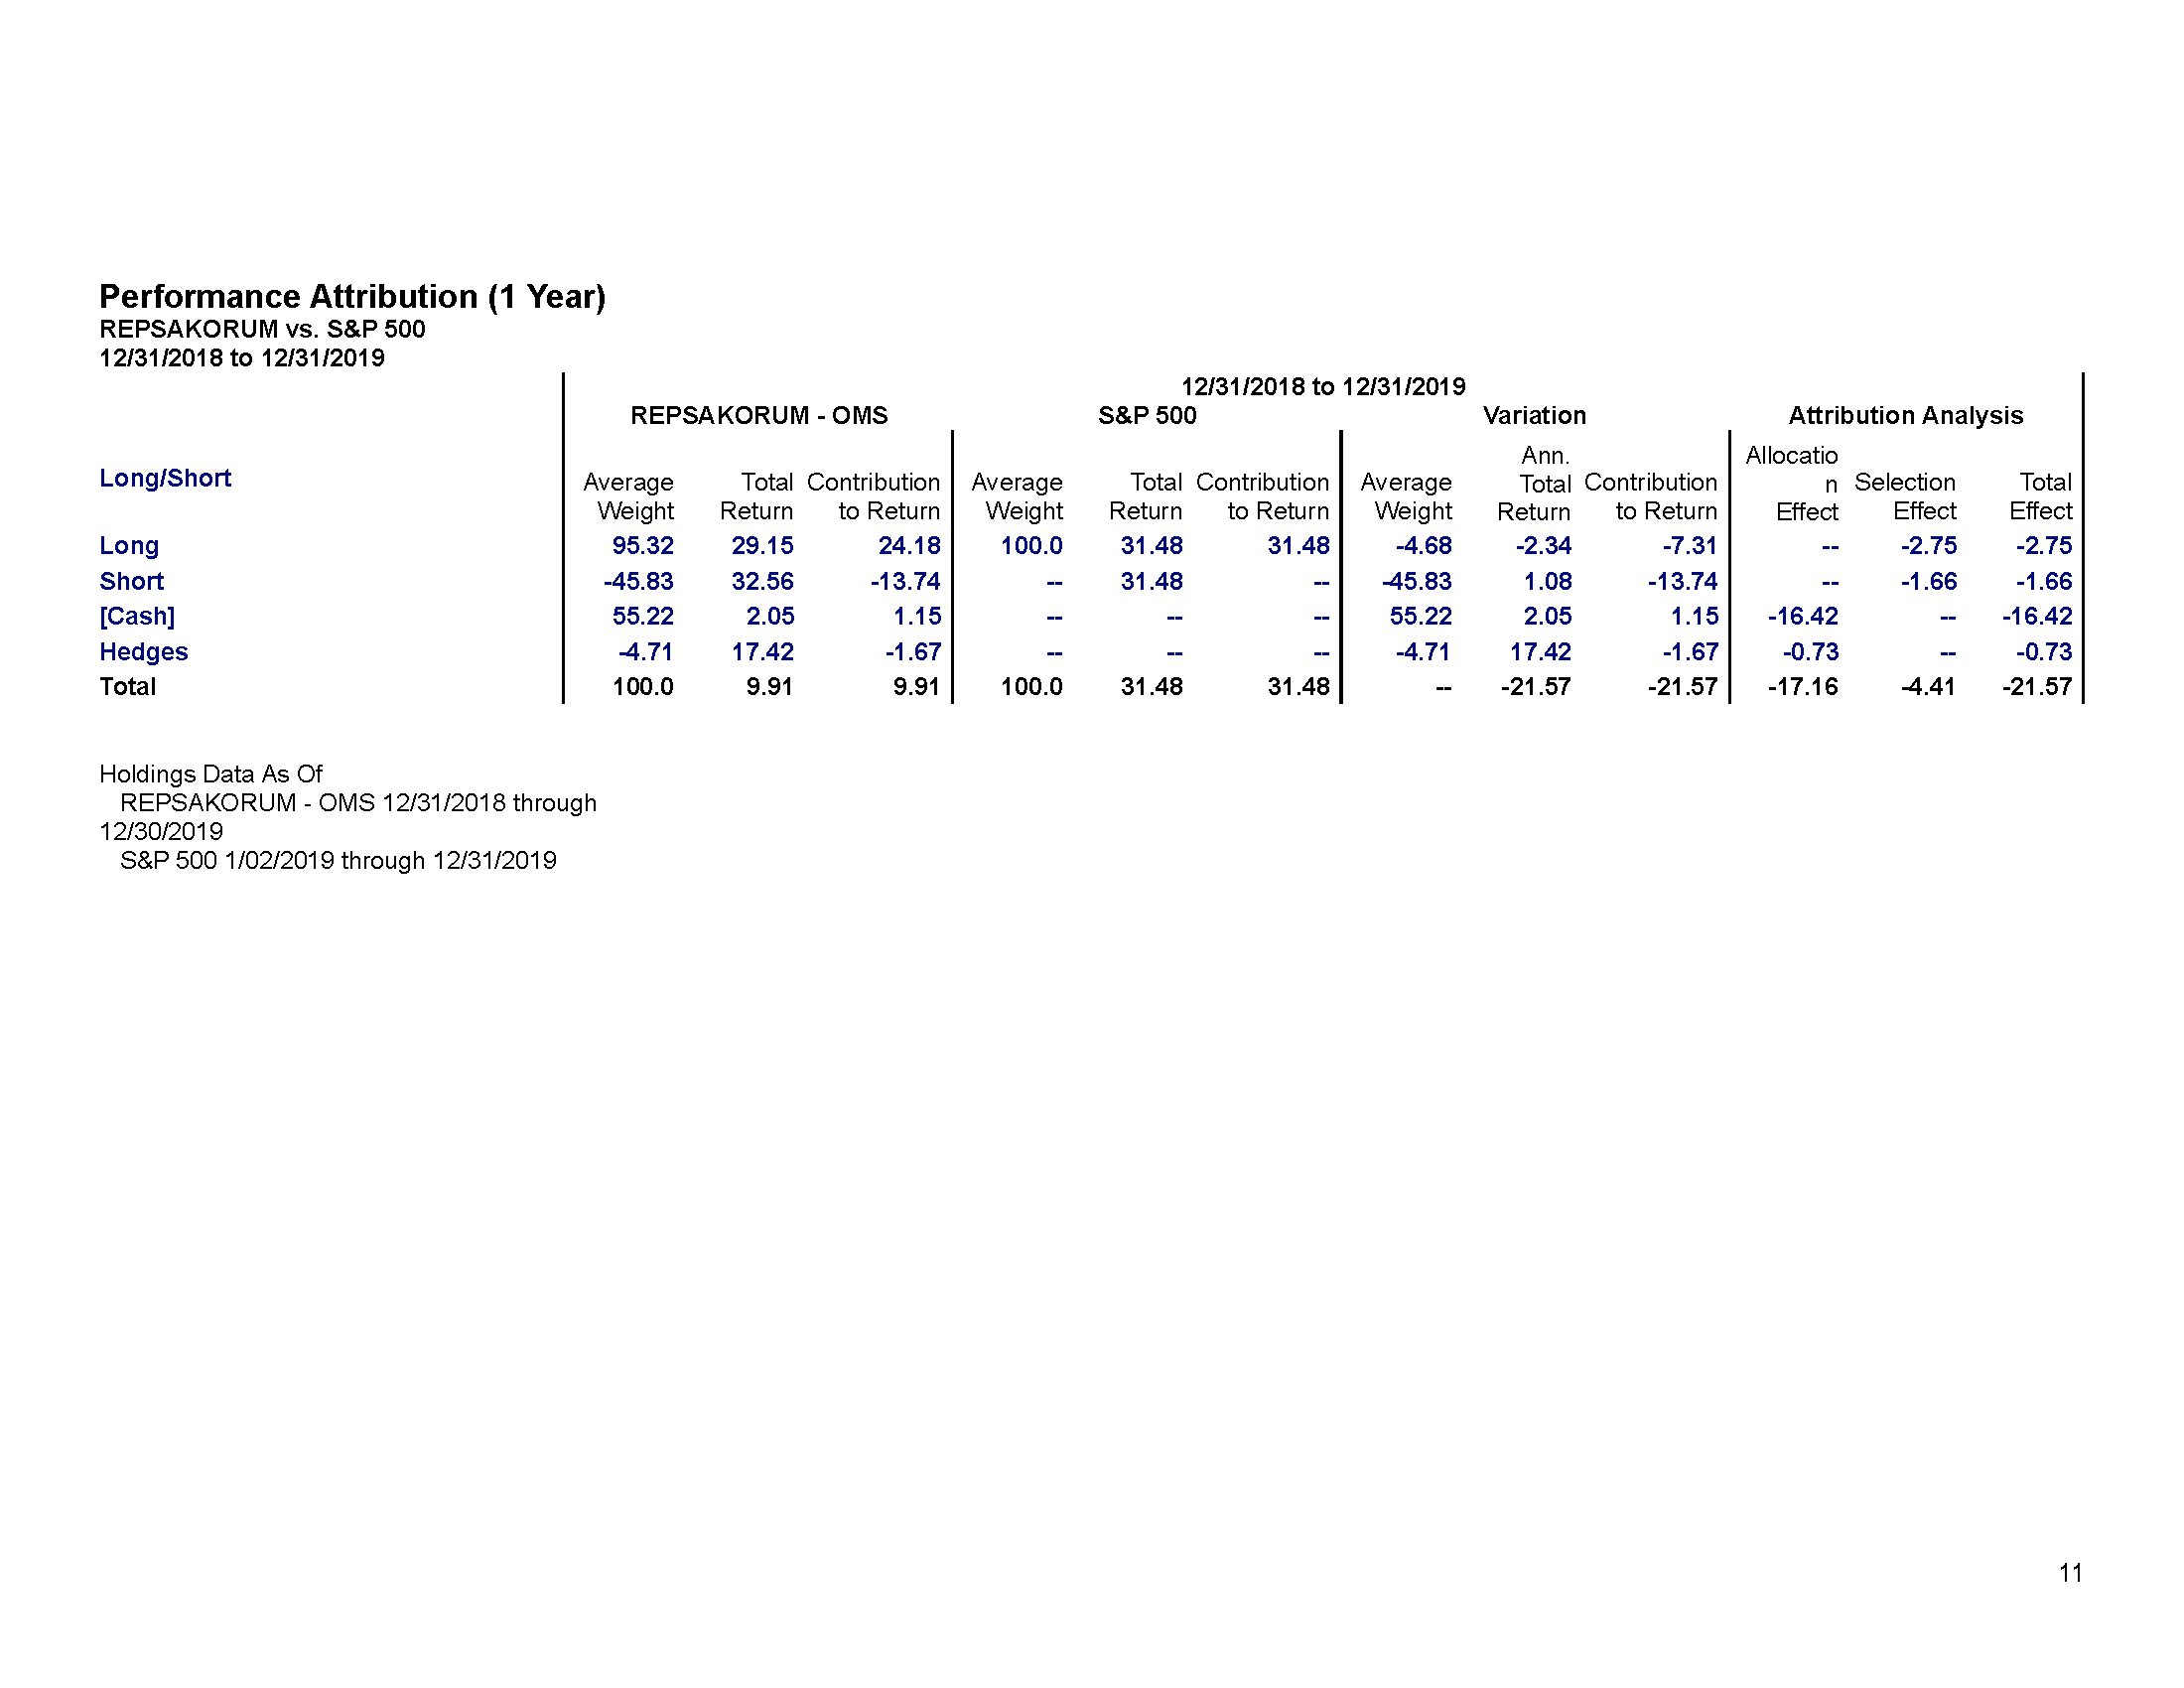 Performance Attribution (1 Year)
REPSAKORUM vs. S&P 500
12/31/2018 to 12/31/2019
12/31/2018 to 12/31/2019
REPSAKORUM - OMS S&P 500 Variation Attribution Analysis
Long/Short Average Weight Total Return Contribution to Return Average Weight Total Return Contribution to Return Average Weight Ann. Total Return Contribution to Return Allocatio n Effect Selection Effect Total Effect
Long 95.32 29.15 24.18 100.0 31.48 31.48 -4.68 -2.34 -7.31 -- -2.75 -2.75
Short -45.83 32.56 -13.74 -- 31.48 -- -45.83 1.08 -13.74 -- -1.66 -1.66
[Cash] 55.22 2.05 1.15 -- -- -- 55.22 2.05 1.15 -16.42 -- -16.42
Hedges -4.71 17.42 -1.67 -- -- -- -4.71 17.42 -1.67 -0.73 -- -0.73
Total 100.0 9.91 9.91 100.0 31.48 31.48 -- -21.57 -21.57 -17.16 -4.41 -21.57
Holdings Data As Of
REPSAKORUM - OMS 12/31/2018 through
12/30/2019
S&P 500 1/02/2019 through 12/31/2019
11